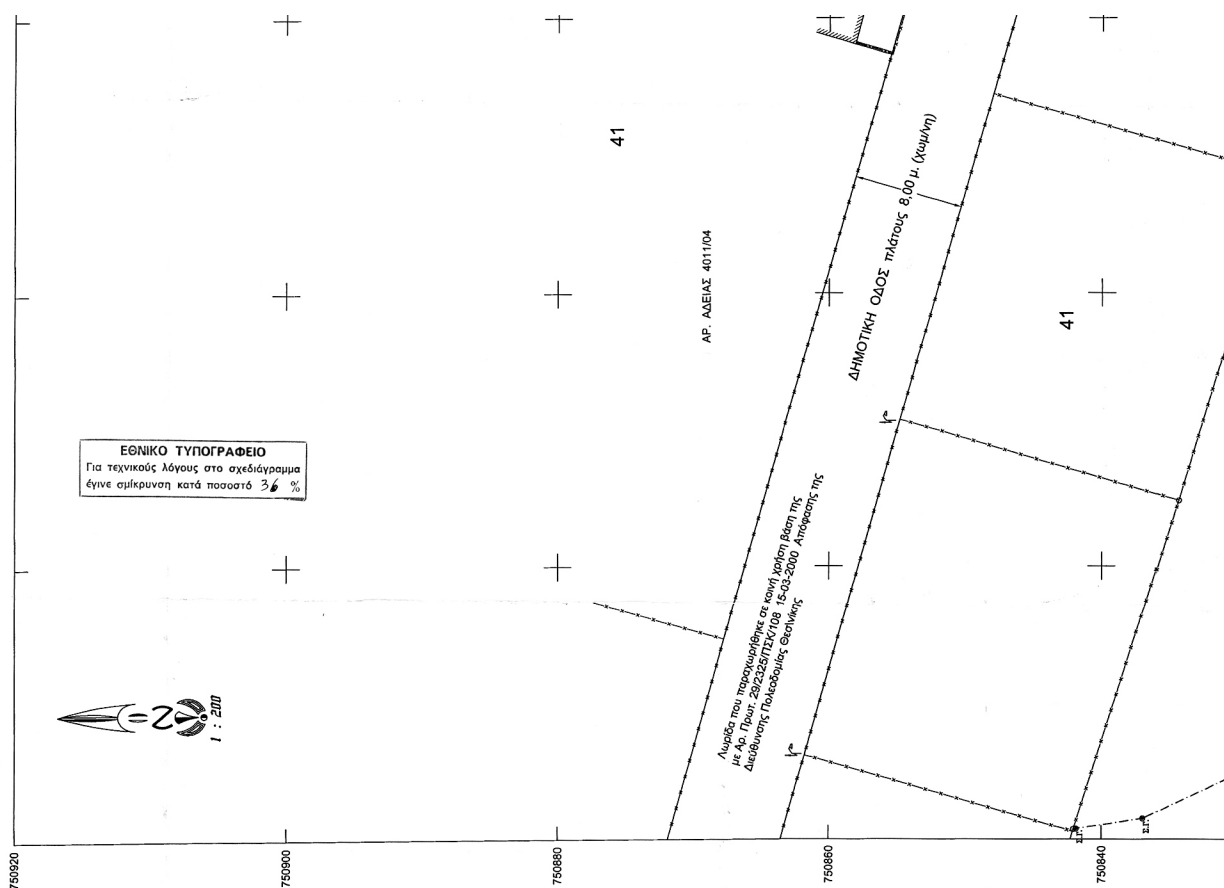 41
ΑΡ. ΑΔΕΙΑΣ 4011/04
ΔΗΜΟΤΙΚΗ ΟΔΟΣ πλάτους 8,00 μ. (χωμ/νη)
41
ΕΘΝΙΚΟ ΤΥΠΟΓΡΑΦΕΙΟ
Για τεχνικούς λόγους στο σχεδιάγραμμα
έγινε σμίκρυνση κατά ποσοστό 36 %
Λωρίδα που παραχωρήθηκε σε κοινή χρήση βάση της
με Αρ. Πρωτ. 29/2325/ΠΣΚ/108 15-03-2000 Απόφασης της
Διεύθυνσης Πολεοδομίας Θεσ\νίκης
1 : 200
Σ.Γ.
Σ.Γ.
750920
750900
750880
750860
750840